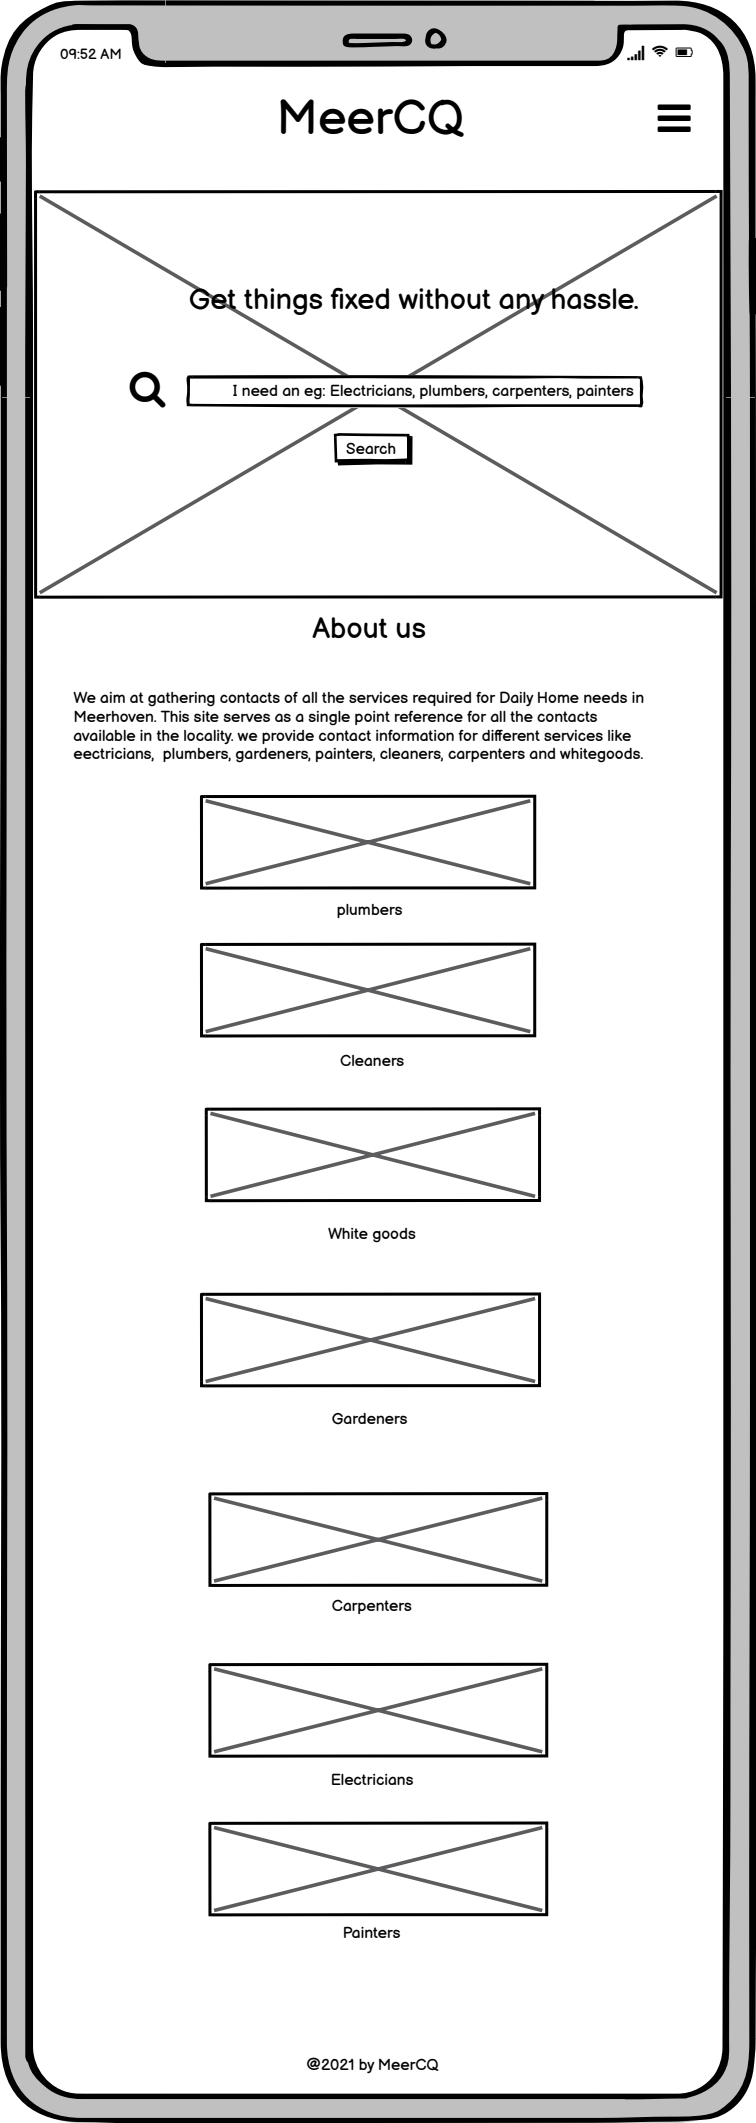 09:52 AM
MeerCQ
Get things fixed without any hassle.
I need an eg: Electricians, plumbers, carpenters, painters
Search
About us
We aim at gathering contacts of all the services required for Daily Home needs in
Meerhoven. This site serves as a single point reference for all the contacts
available in the locality. we provide contact information for different services like
eectricians,  plumbers, gardeners, painters, cleaners, carpenters and whitegoods.
plumbers
Cleaners
White goods
Gardeners
Carpenters
Electricians
Painters
@2021 by MeerCQ